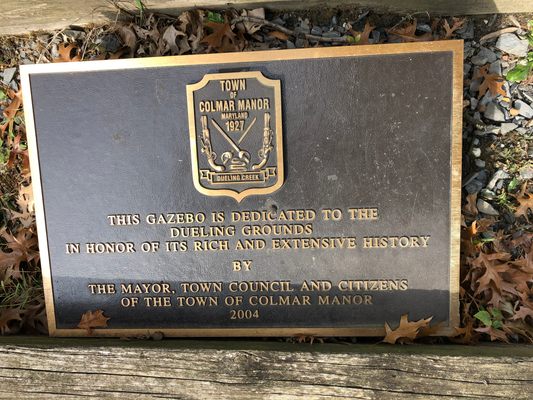 TOWN
OF
COLMAR MANOR
MARYLAND
1927
DUELING CREEK
THIS GAZEBO IS DEDICATED TO THE
DUELING GROUNDS
IN HONOR OF ITS RICH AND EXTENSIVE HISTORY
BY
THE MAYOR, TOWN COUNCIL AND CITIZENS
OF THE TOWN OF COLMAR MANOR
2004